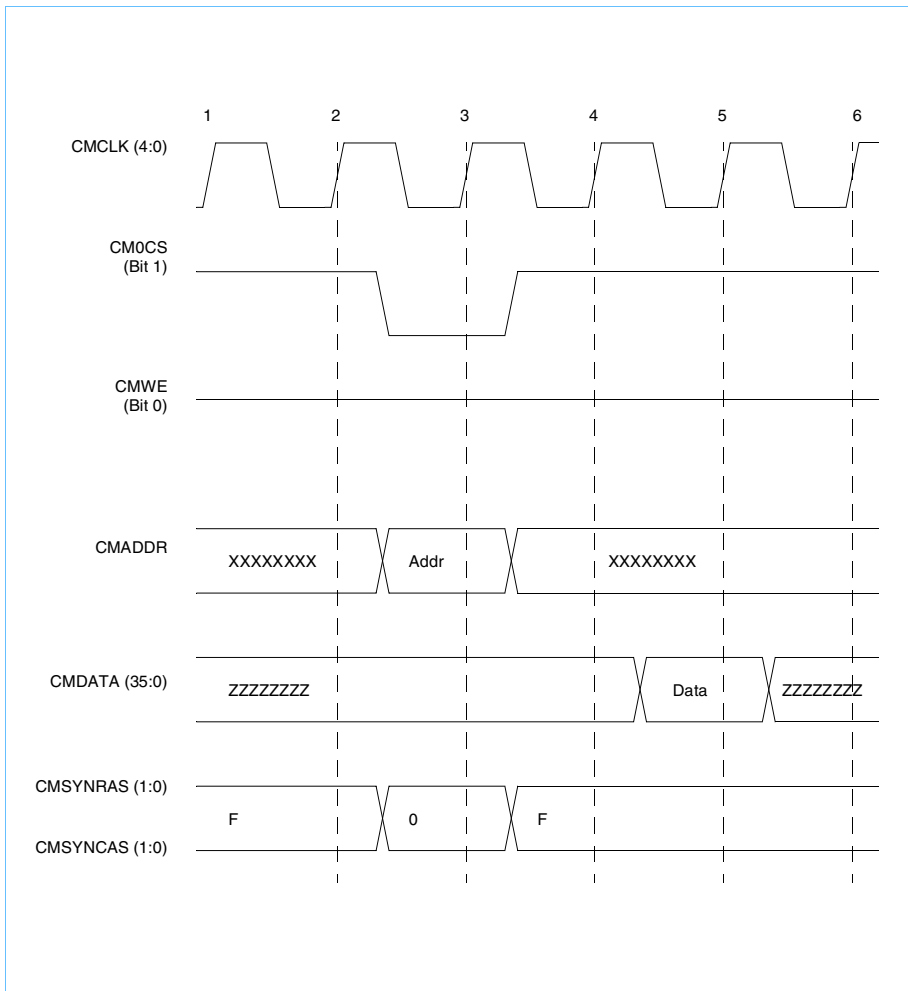 1 2 3 4 5 6
CMCLK (4:0)
CM0CS
(Bit 1)
CMWE
(Bit 0)
CMADDR XXXXXXXX Addr XXXXXXXX
CMDATA (35:0) ZZZZZZZZ Data ZZZZZZZZ
CMSYNRAS (1:0)
F 0 F
CMSYNCAS (1:0)